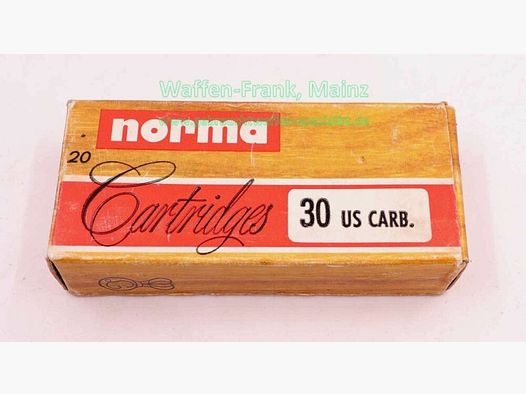 Waffen-Frank, Mainz
norma
20
Cartridges
30 US CARB.